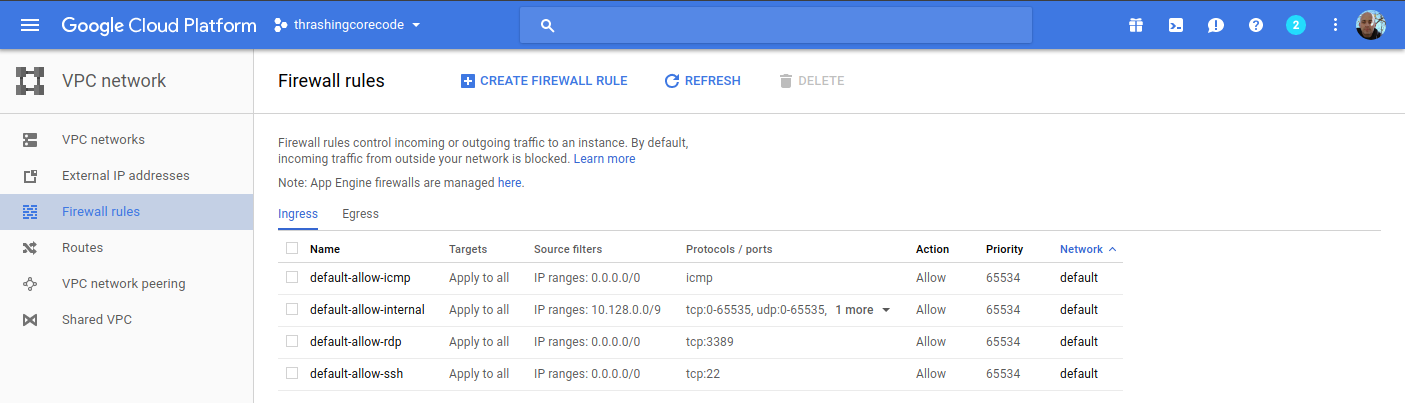 Google Cloud Platform thrashingcorecode 2
VPC network
Firewall rules CREATE FIREWALL RULE REFRESH DELETE
VPC networks
External IP addresses
Firewall rules
Routes
VPC network peering
Shared VPC
Firewall rules control incoming or outgoing traffic to an instance. By default,
incoming traffic from outside your network is blocked. Learn more
Note: App Engine firewalls are managed here.
Ingress Egress
Name Targets Source filters Protocols / ports Action Priority Network
default-allow-icmp Apply to all IP ranges: 0.0.0.0/0 icmp Allow 65534 default
default-allow-internal Apply to all IP ranges: 10.128.0.0/9 tcp:0-65535, udp:0-65535, 1 more Allow 65534 default
default-allow-rdp Apply to all IP ranges: 0.0.0.0/0 tcp:3389 Allow 65534 default
default-allow-ssh Apply to all IP ranges: 0.0.0.0/0 tcp:22 Allow 65534 default